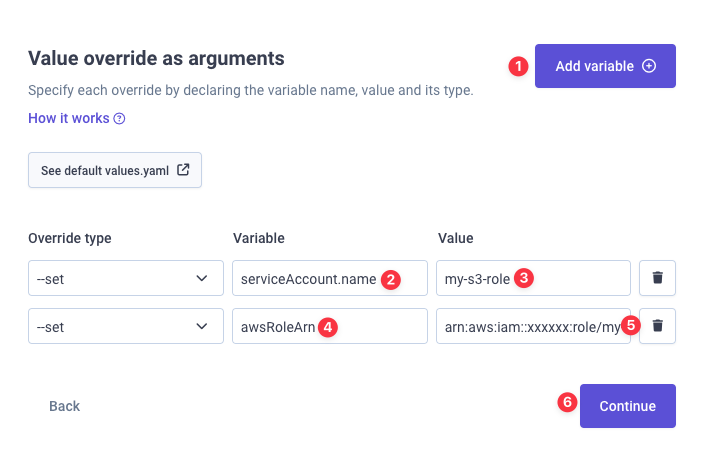 Value override as arguments
1 Add variable
Specify each override by declaring the variable name, value and its type.
How it works
See default values.yaml
Override type Variable Value
--set serviceAccount.name 2 my-s3-role 3
--set awsRoleArn 4 arn:aws:iam::xxxxxx:role/my 5
Back 6 Continue